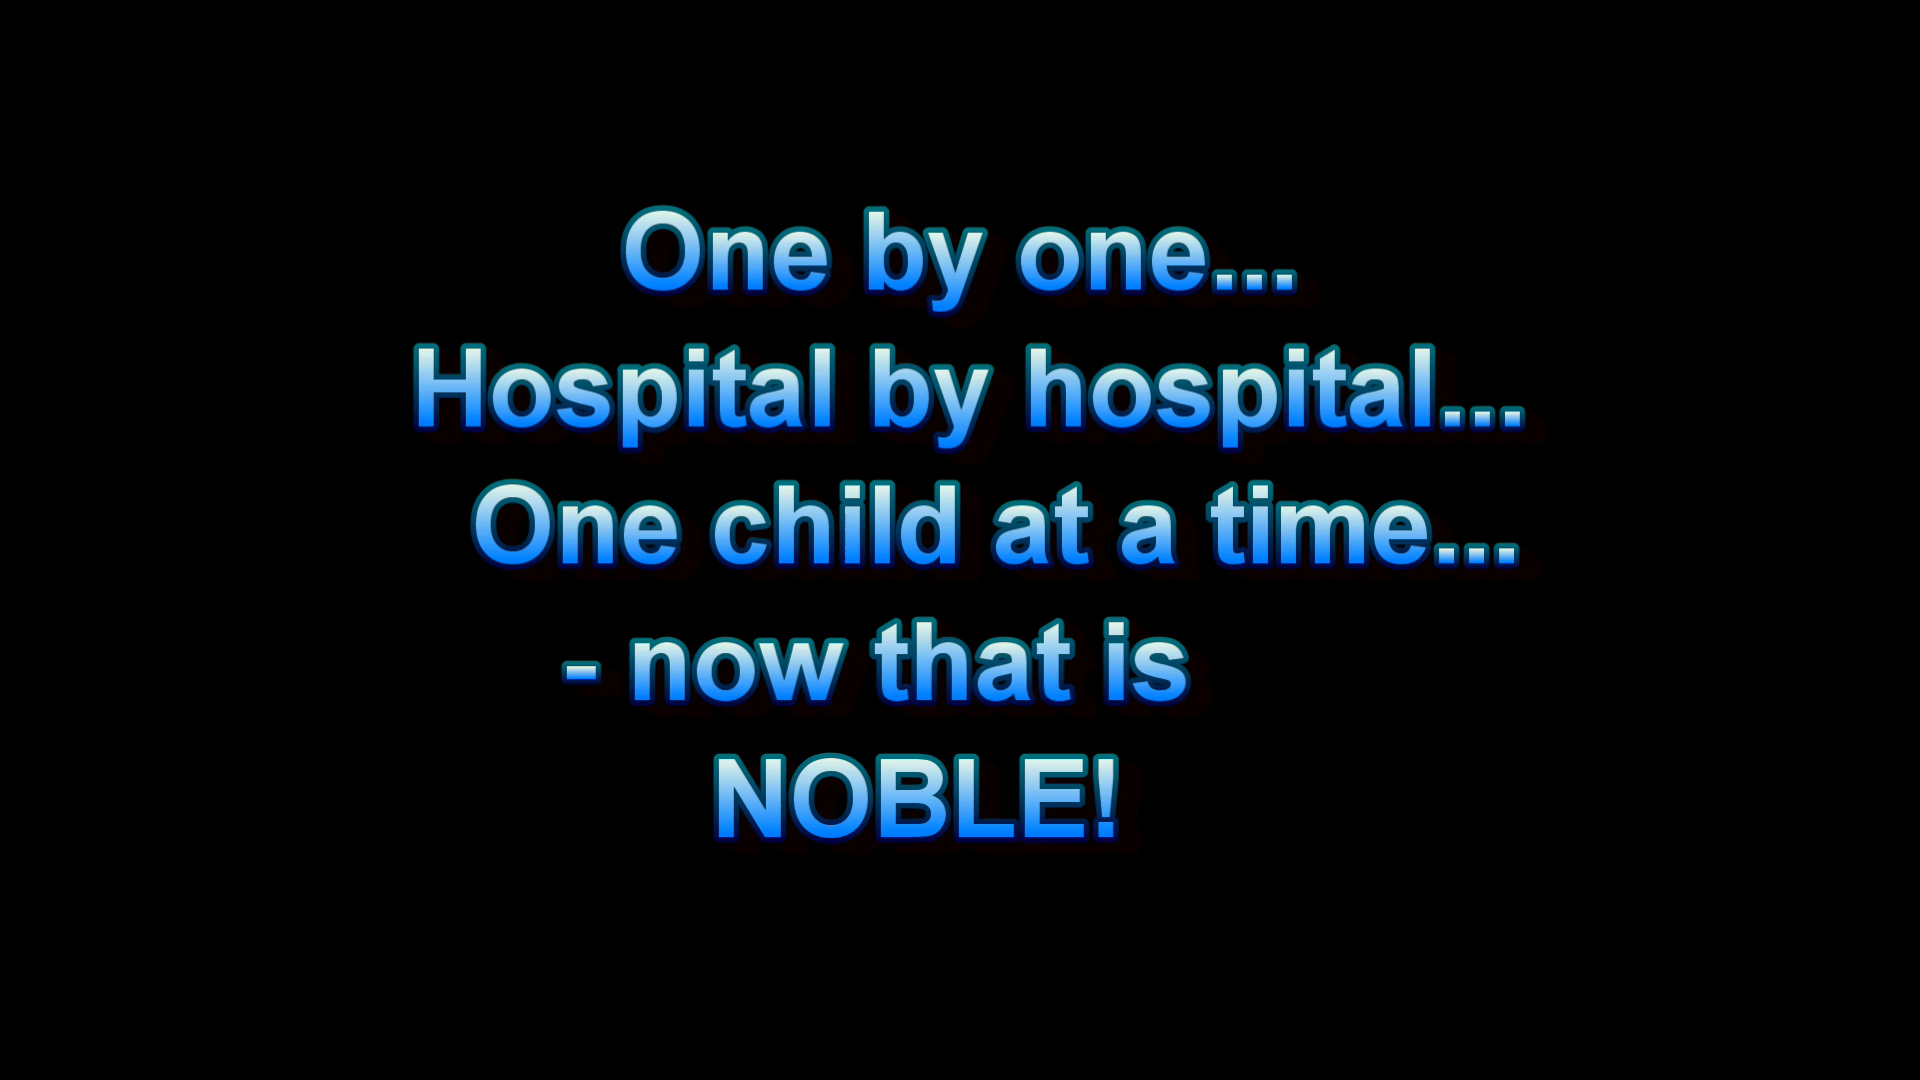 One by one...
Hospital by hospital...
One child at a time...
- now that is
NOBLE!